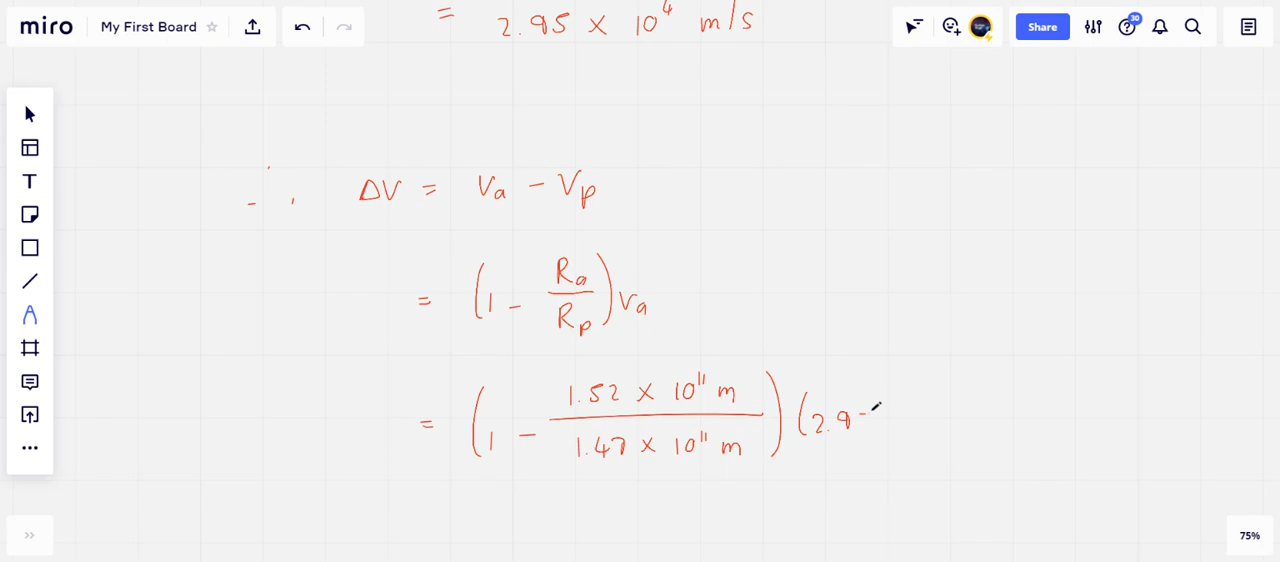 = 2.95 × 10⁴ m/s
miro My First Board Share 30
∴ ΔV = Va - Vp
= (1 - Ra/Rp) Va
= (1 - 1.52 × 10¹¹ m / 1.47 × 10¹¹ m) (2.9
75%